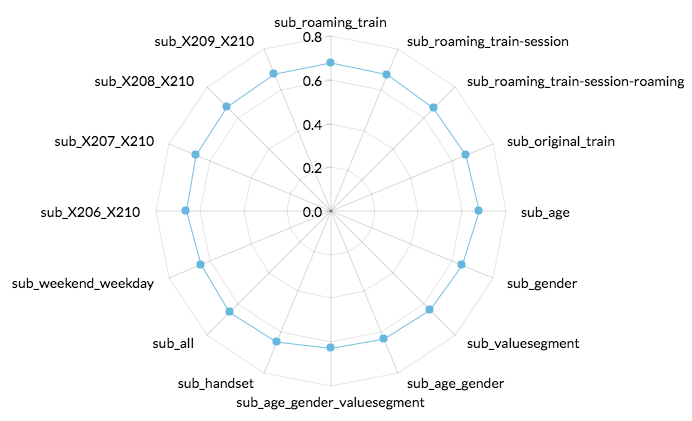 sub_roaming_train
0.8
sub_X209_X210
sub_roaming_train-session
sub_X208_X210
0.6
sub_roaming_train-session-roaming
0.4
sub_X207_X210
sub_original_train
0.2
sub_X206_X210
0.0
sub_age
sub_weekend_weekday
sub_gender
sub_all
sub_valuesegment
sub_handset
sub_age_gender
sub_age_gender_valuesegment